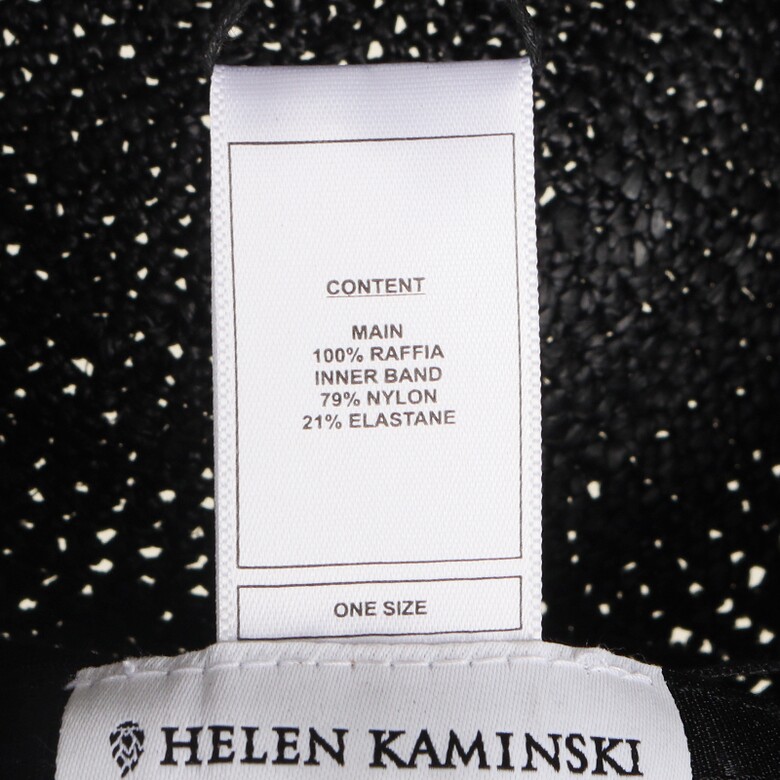 CONTENT
MAIN
100% RAFFIA
INNER BAND
79% NYLON
21% ELASTANE
ONE SIZE
HELEN KAMINSKI